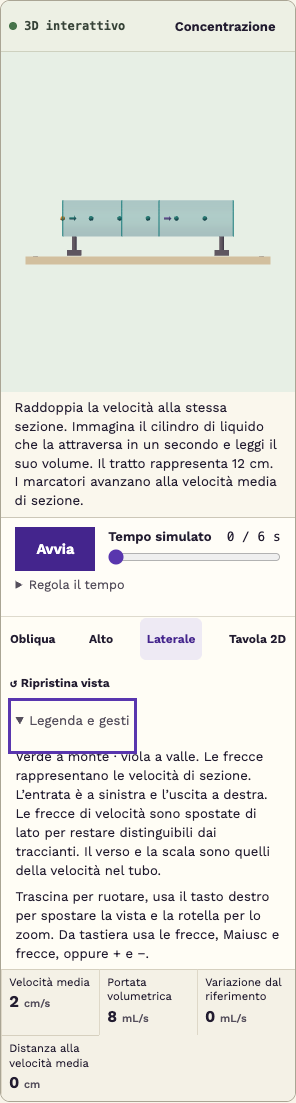 3D interattivo
Concentrazione
Raddoppia la velocità alla stessa
sezione. Immagina il cilindro di liquido
che la attraversa in un secondo e leggi il
suo volume. Il tratto rappresenta 12 cm.
I marcatori avanzano alla velocità media
di sezione.
Avvia
Tempo simulato 0 / 6 s
▶ Regola il tempo
Obliqua Alto Laterale Tavola 2D
↺ Ripristina vista
▼ Legenda e gesti
Verde a monte · viola a valle. Le frecce
rappresentano le velocità di sezione.
L’entrata è a sinistra e l’uscita a destra.
Le frecce di velocità sono spostate di
lato per restare distinguibili dai
traccianti. Il verso e la scala sono quelli
della velocità nel tubo.
Trascina per ruotare, usa il tasto destro
per spostare la vista e la rotella per lo
zoom. Da tastiera usa le frecce, Maiusc e
frecce, oppure + e −.
Velocità media
2 cm/s
Portata
volumetrica
8 mL/s
Variazione dal
riferimento
0 mL/s
Distanza alla
velocità media
0 cm